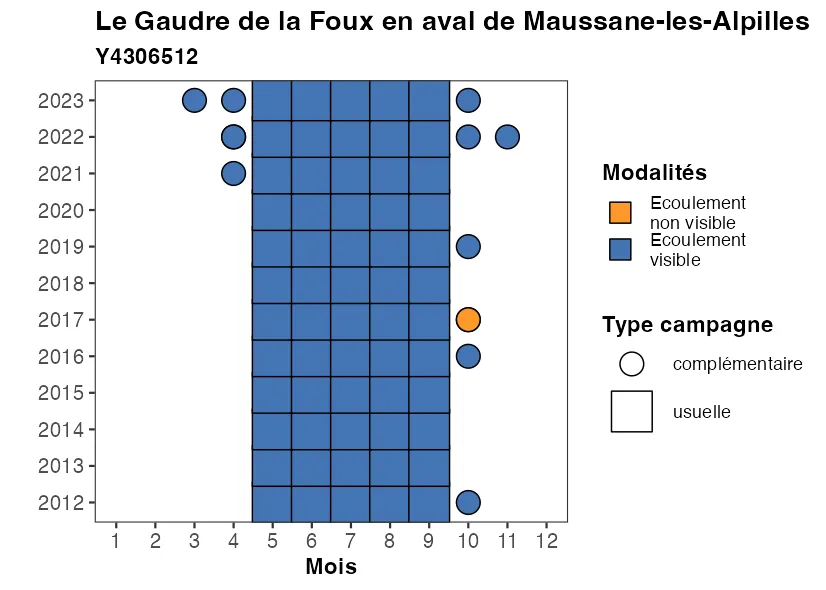 Le Gaudre de la Foux en aval de Maussane-les-Alpilles
Y4306512
2023
2022
2021
2020
2019
2018
2017
2016
2015
2014
2013
2012
1 2 3 4 5 6 7 8 9 10 11 12
Mois
Modalités
Ecoulement
non visible
Ecoulement
visible
Type campagne
complémentaire
usuelle